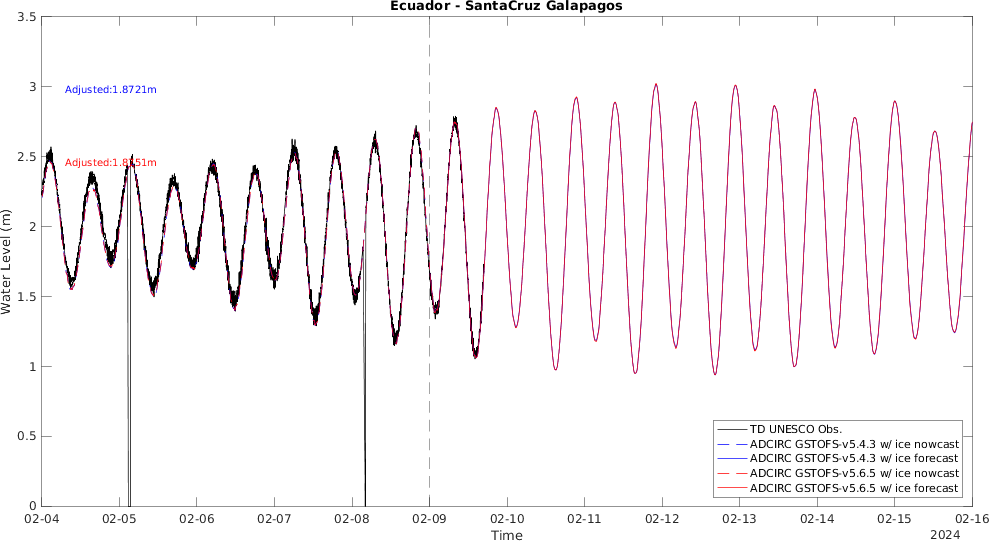 Ecuador - SantaCruz Galapagos
3.5
3
2.5
2
1.5
1
0.5
0
Water Level (m)
Adjusted:1.8721m
TD UNESCO Obs.
ADCIRC GSTOFS-v5.4.3 w/ ice nowcast
ADCIRC GSTOFS-v5.4.3 w/ ice forecast
ADCIRC GSTOFS-v5.6.5 w/ ice nowcast
ADCIRC GSTOFS-v5.6.5 w/ ice forecast
02-04 02-05 02-06 02-07 02-08 02-09 02-10 02-11 02-12 02-13 02-14 02-15 02-16
Time
2024